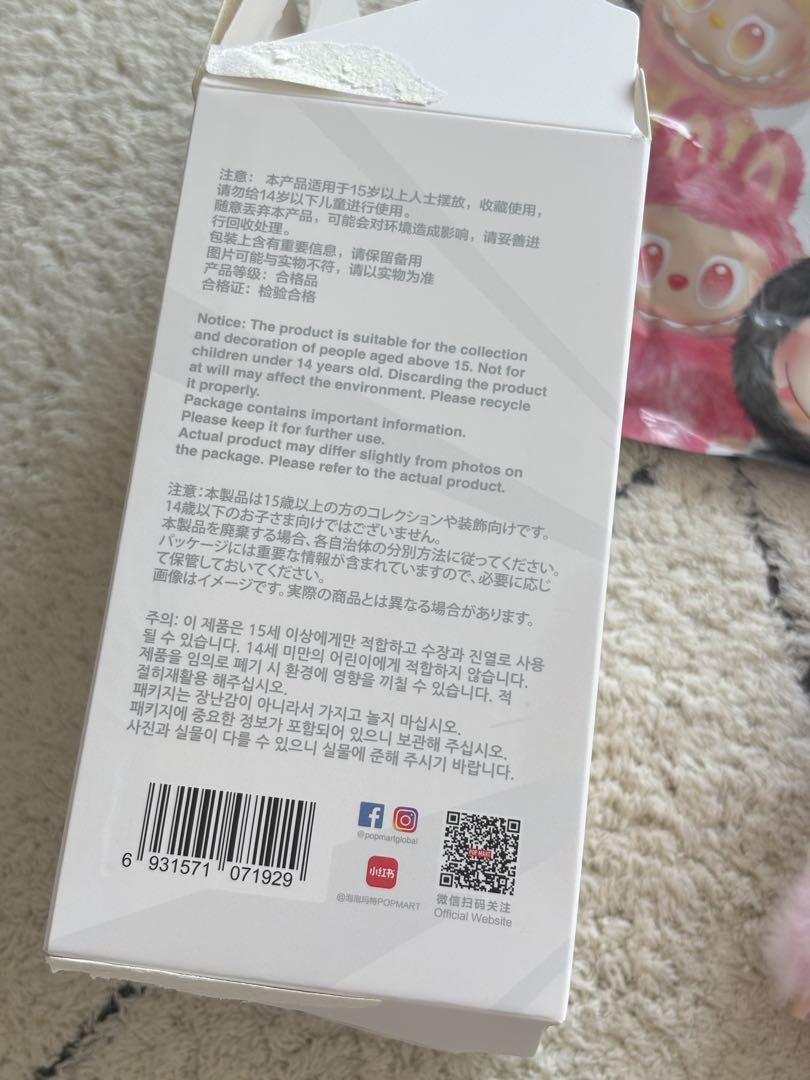 注意： 本产品适用于15岁以上人士摆放，收藏使用，
请勿给14岁以下儿童进行使用。
随意丢弃本产品，可能会对环境造成影响，请妥善进
行回收处理。
包装上含有重要信息，请保留备用
图片可能与实物不符，请以实物为准
产品等级：合格品
合格证：检验合格
Notice: The product is suitable for the collection
and decoration of people aged above 15. Not for
children under 14 years old. Discarding the product
at will may affect the environment. Please recycle
it properly.
Package contains important information.
Please keep it for further use.
Actual product may differ slightly from photos on
the package. Please refer to the actual product.
注意：本製品は15歳以上の方のコレクションや装飾向けです。
14歳以下のお子さま向けではございません。
本製品を廃棄する場合、各自治体の分別方法に従ってください。
パッケージには重要な情報が含まれていますので、必要に応じ
て保管しておいてください。
画像はイメージです。実際の商品とは異なる場合があります。
주의: 이 제품은 15세 이상에게만 적합하고 수장과 진열로 사용
될 수 있습니다. 14세 미만의 어린이에게 적합하지 않습니다.
제품을 임의로 폐기 시 환경에 영향을 끼칠 수 있습니다. 적
절히재활용 해주십시오.
패키지는 장난감이 아니라서 가지고 놀지 마십시오.
패키지에 중요한 정보가 포함되어 있으니 보관해 주십시오.
사진과 실물이 다를 수 있으니 실물에 준해 주시기 바랍니다.
6 931571 071929
@popmartglobal
小红书
@泡泡玛特POPMART
POP MART
微信扫码关注
Official Website